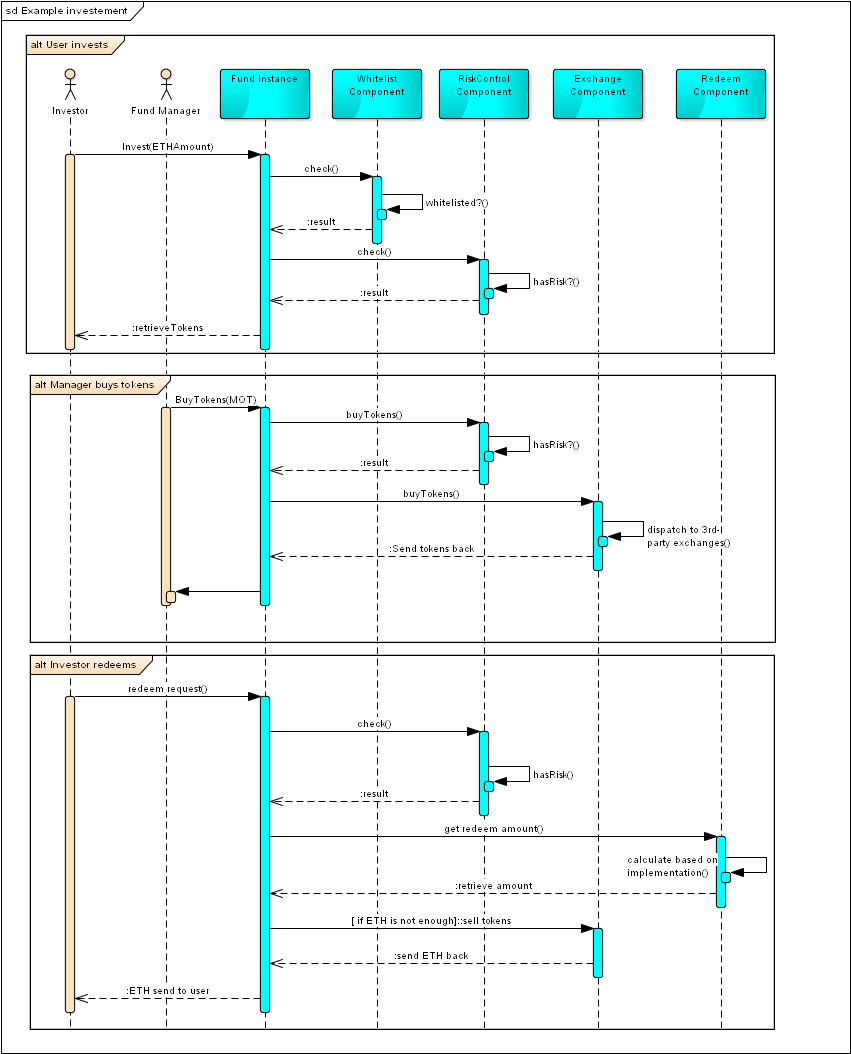 sd Example investement
alt User invests
Investor
Fund Manager
Fund Instance
Whitelist
Component
RiskControl
Component
Exchange
Component
Redeem
Component
Invest(ETHAmount)
check()
whitelisted?()
:result
check()
hasRisk?()
:result
:retrieveTokens
alt Manager buys tokens
BuyTokens(MOT)
buyTokens()
hasRisk?()
:result
buyTokens()
dispatch to 3rd-
party exchanges()
:Send tokens back
alt Investor redeems
redeem request()
check()
hasRisk()
:result
get redeem amount()
calculate based on
implementation()
:retrieve amount
[ if ETH is not enough]::sell tokens
:send ETH back
:ETH send to user